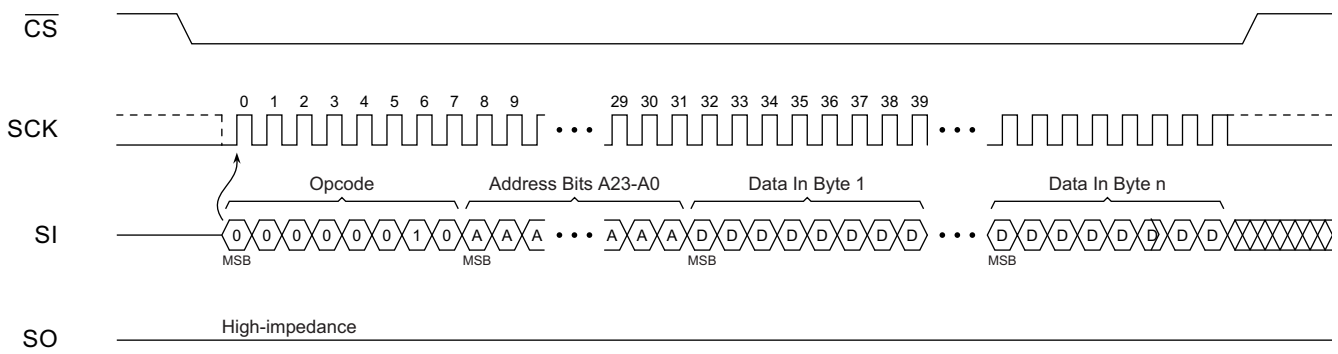 CS
0 1 2 3 4 5 6 7 8 9 29 30 31 32 33 34 35 36 37 38 39
SCK
Opcode Address Bits A23-A0 Data In Byte 1 Data In Byte n
SI 0 0 0 0 0 0 1 0 A A A A A A D D D D D D D D D D D D D D D D
MSB MSB MSB MSB
High-impedance
SO